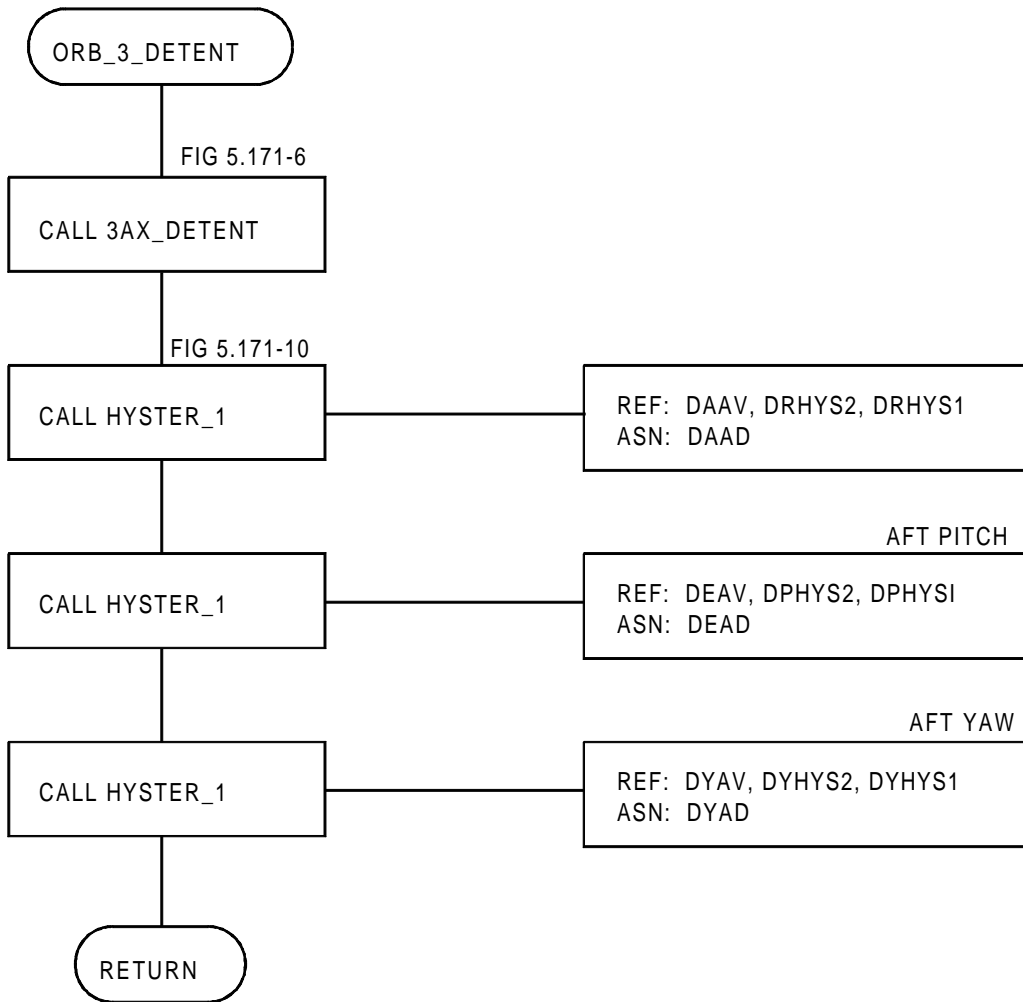 ORB_3_DETENT
FIG 5.171-6
CALL 3AX_DETENT
FIG 5.171-10
CALL HYSTER_1
REF: DAAV, DRHYS2, DRHYS1
ASN: DAAD
AFT PITCH
CALL HYSTER_1
REF: DEAV, DPHYS2, DPHYSI
ASN: DEAD
AFT YAW
CALL HYSTER_1
REF: DYAV, DYHYS2, DYHYS1
ASN: DYAD
RETURN